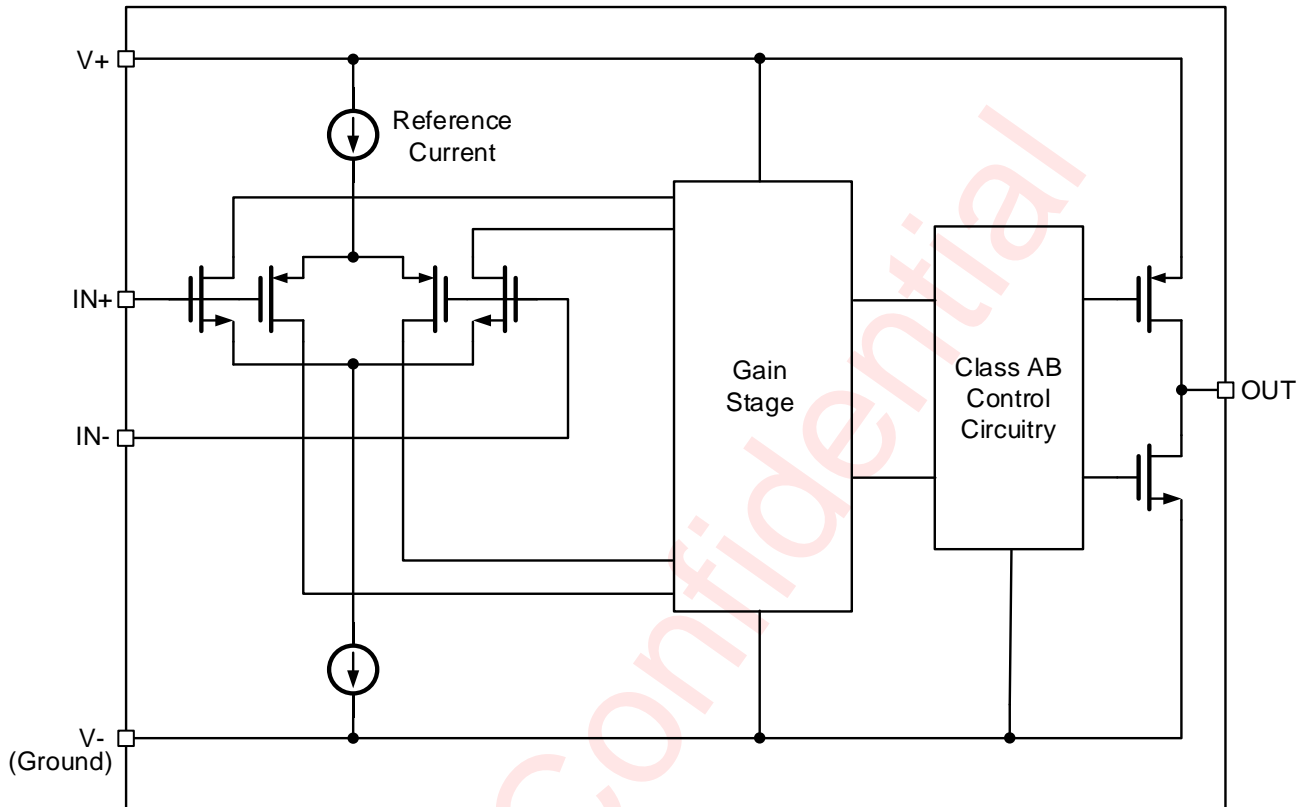 V+
Reference
Current
IN+
IN-
Gain
Stage
Class AB
Control
Circuitry
OUT
V-
(Ground)
Confidential